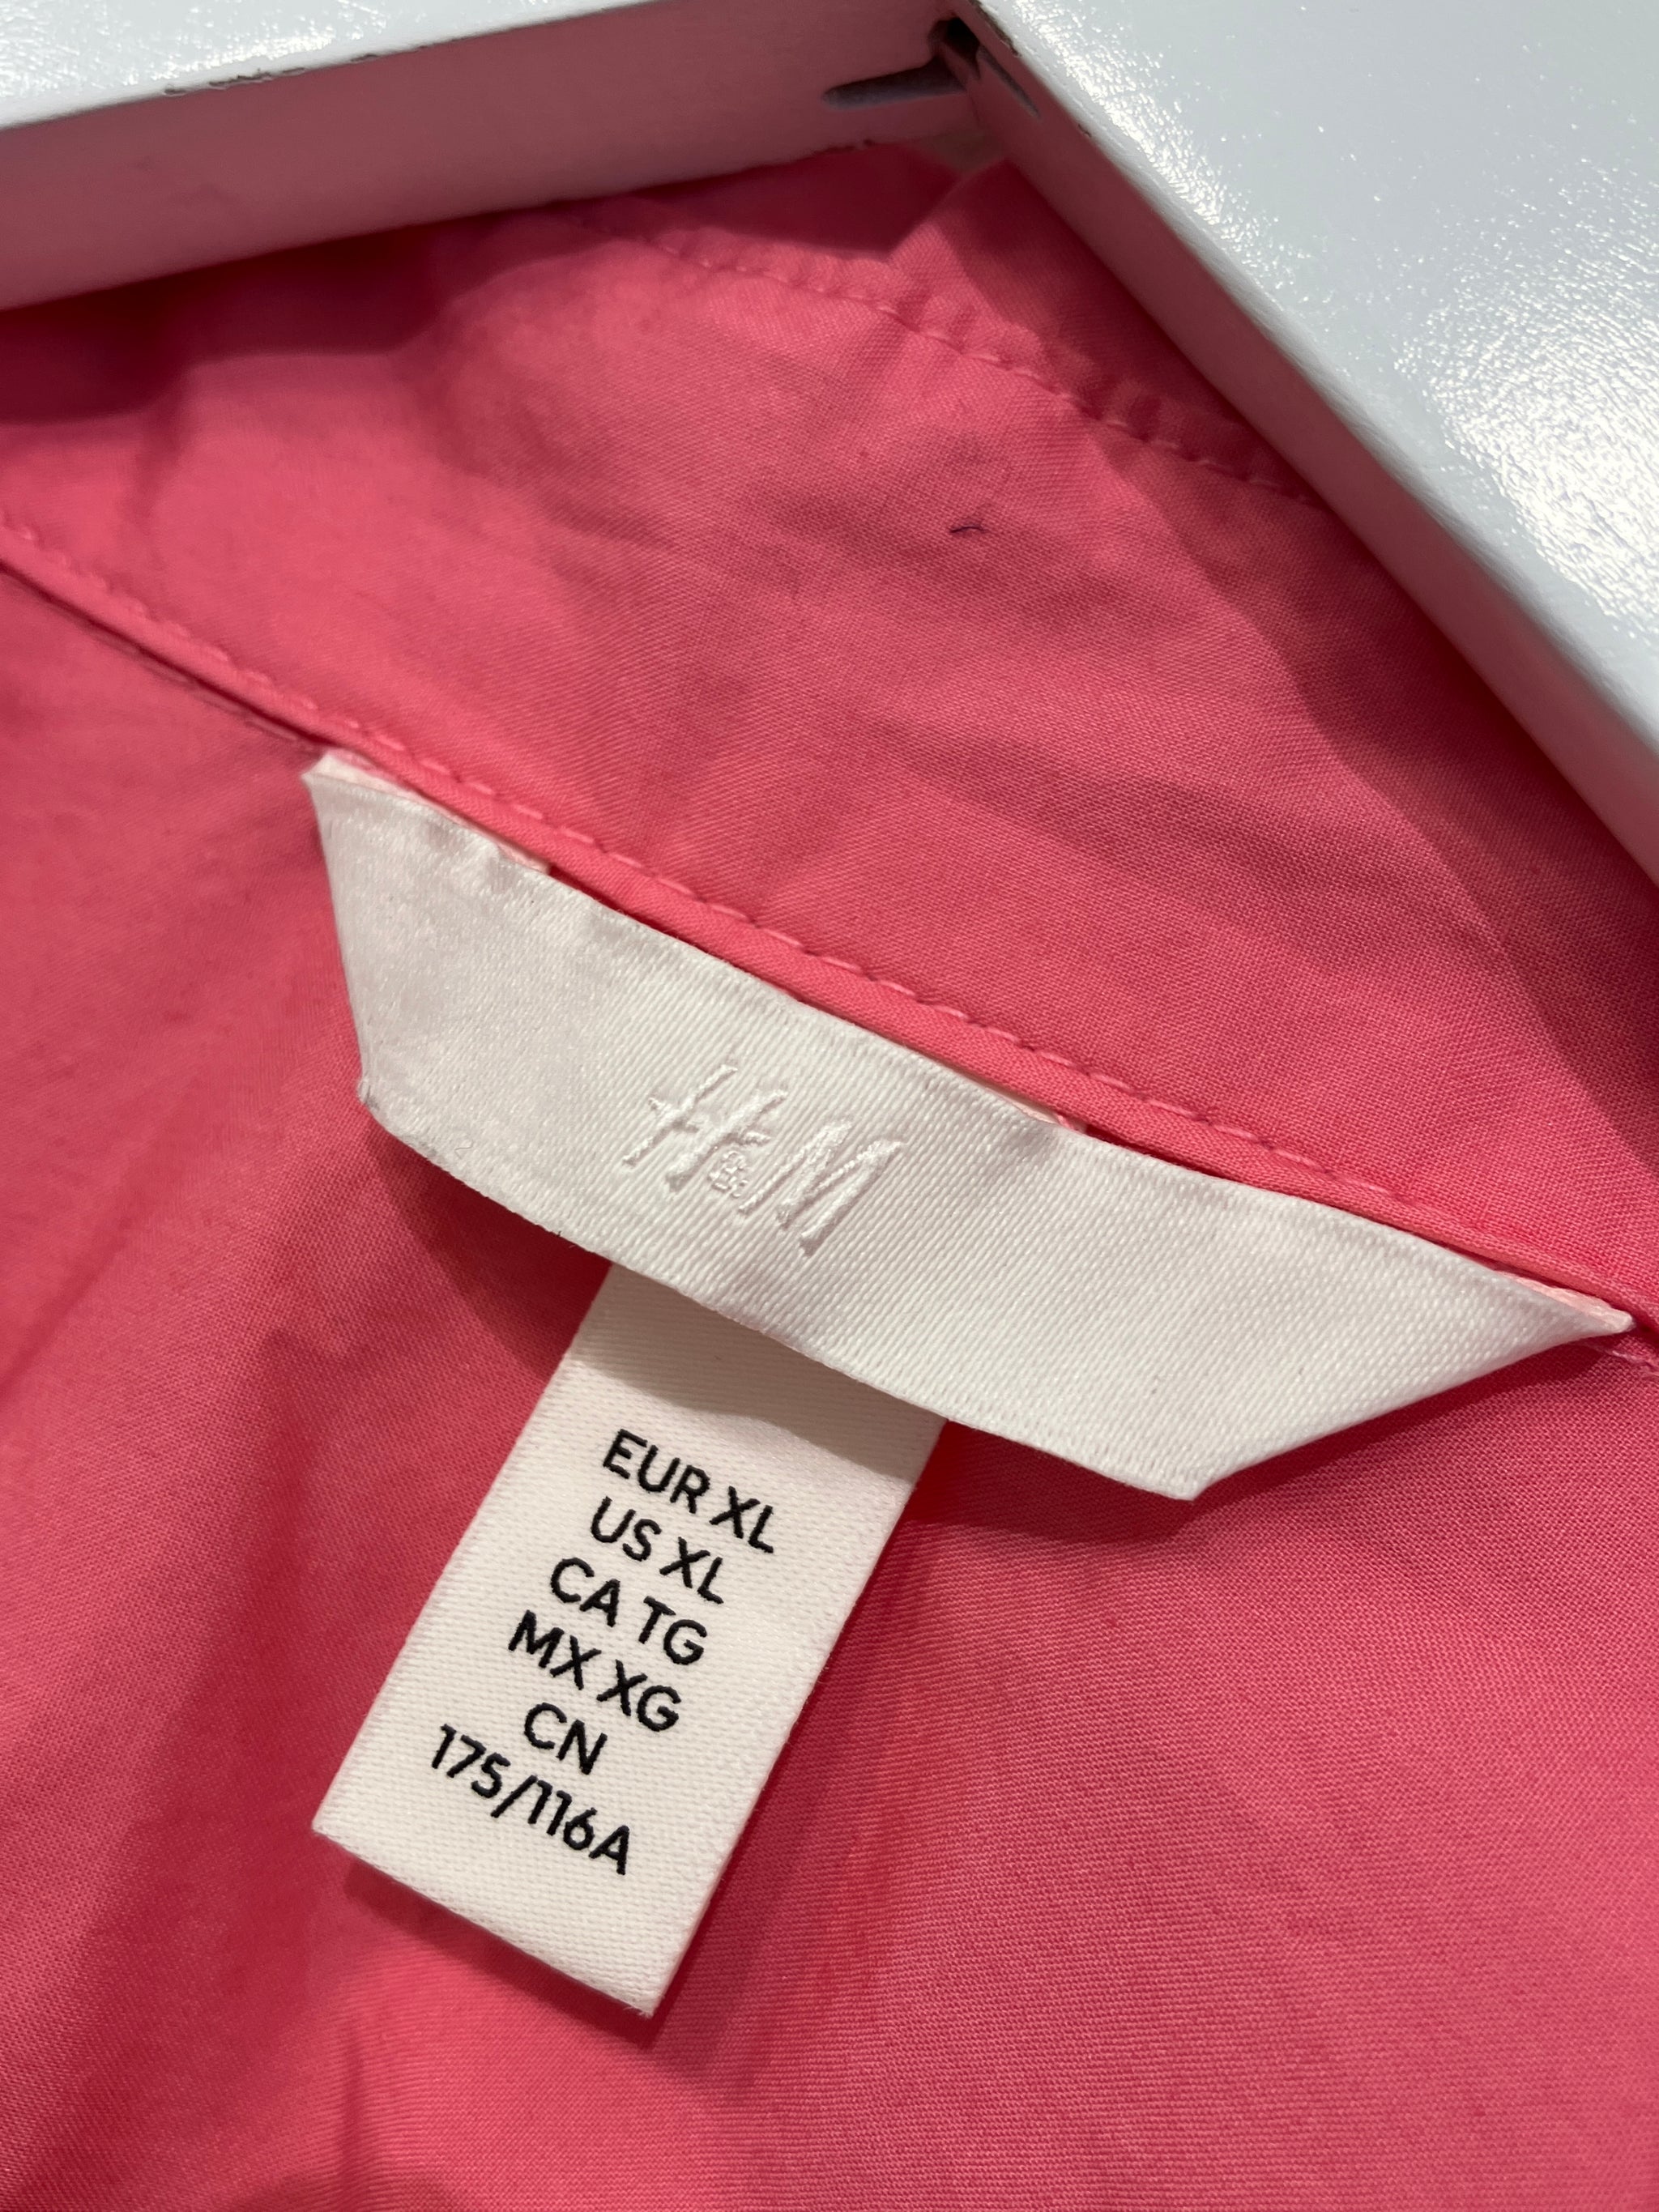 H&M
EUR XL
US XL
CA TG
MX XG
CN
175/116A